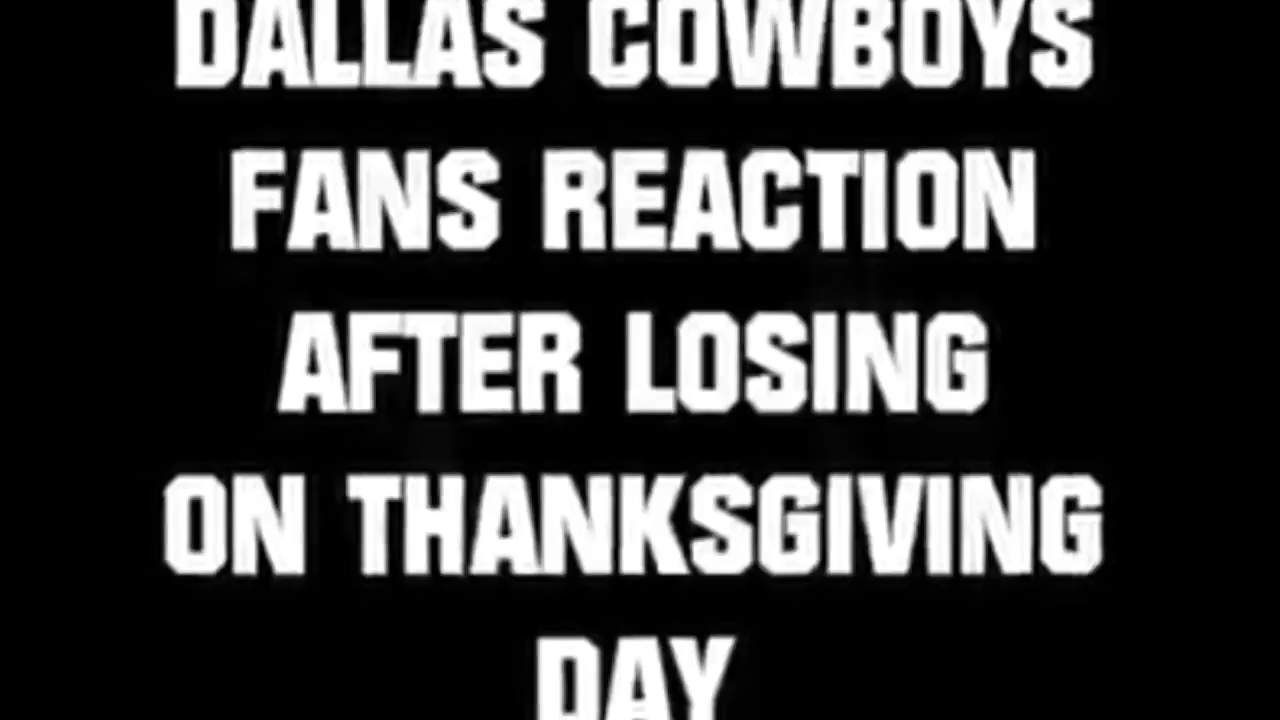 DALLAS COWBOYS
FANS REACTION
AFTER LOSING
ON THANKSGIVING
DAY